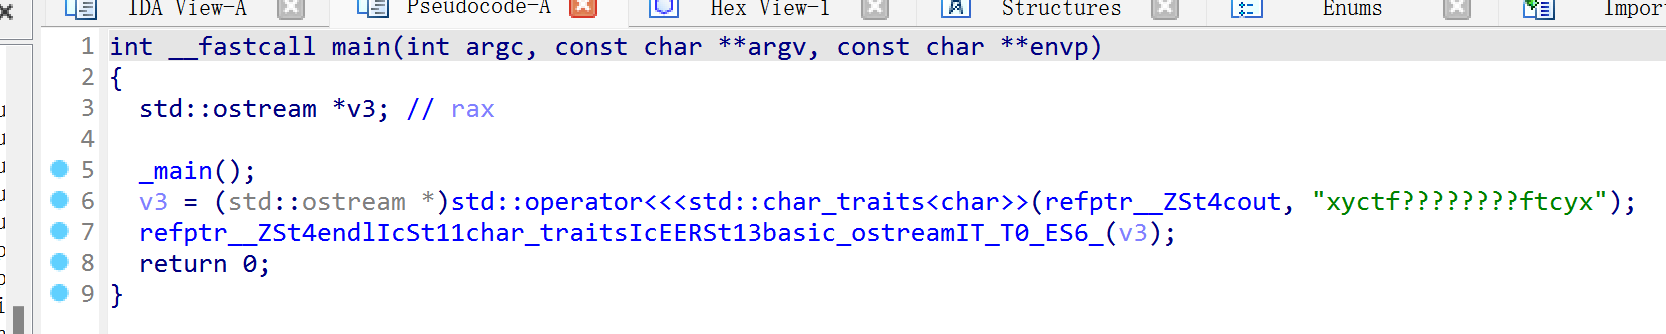 IDA View-A Pseudocode-A Hex View-1 Structures Enums
1 int __fastcall main(int argc, const char **argv, const char **envp)
2 {
3 std::ostream *v3; // rax
4
5 _main();
6 v3 = (std::ostream *)std::operator<<<std::char_traits<char>>(refptr__ZSt4cout, "xyctf????????ftcyx");
7 refptr__ZSt4endlIcSt11char_traitsIcEERSt13basic_ostreamIT_T0_ES6_(v3);
8 return 0;
9 }